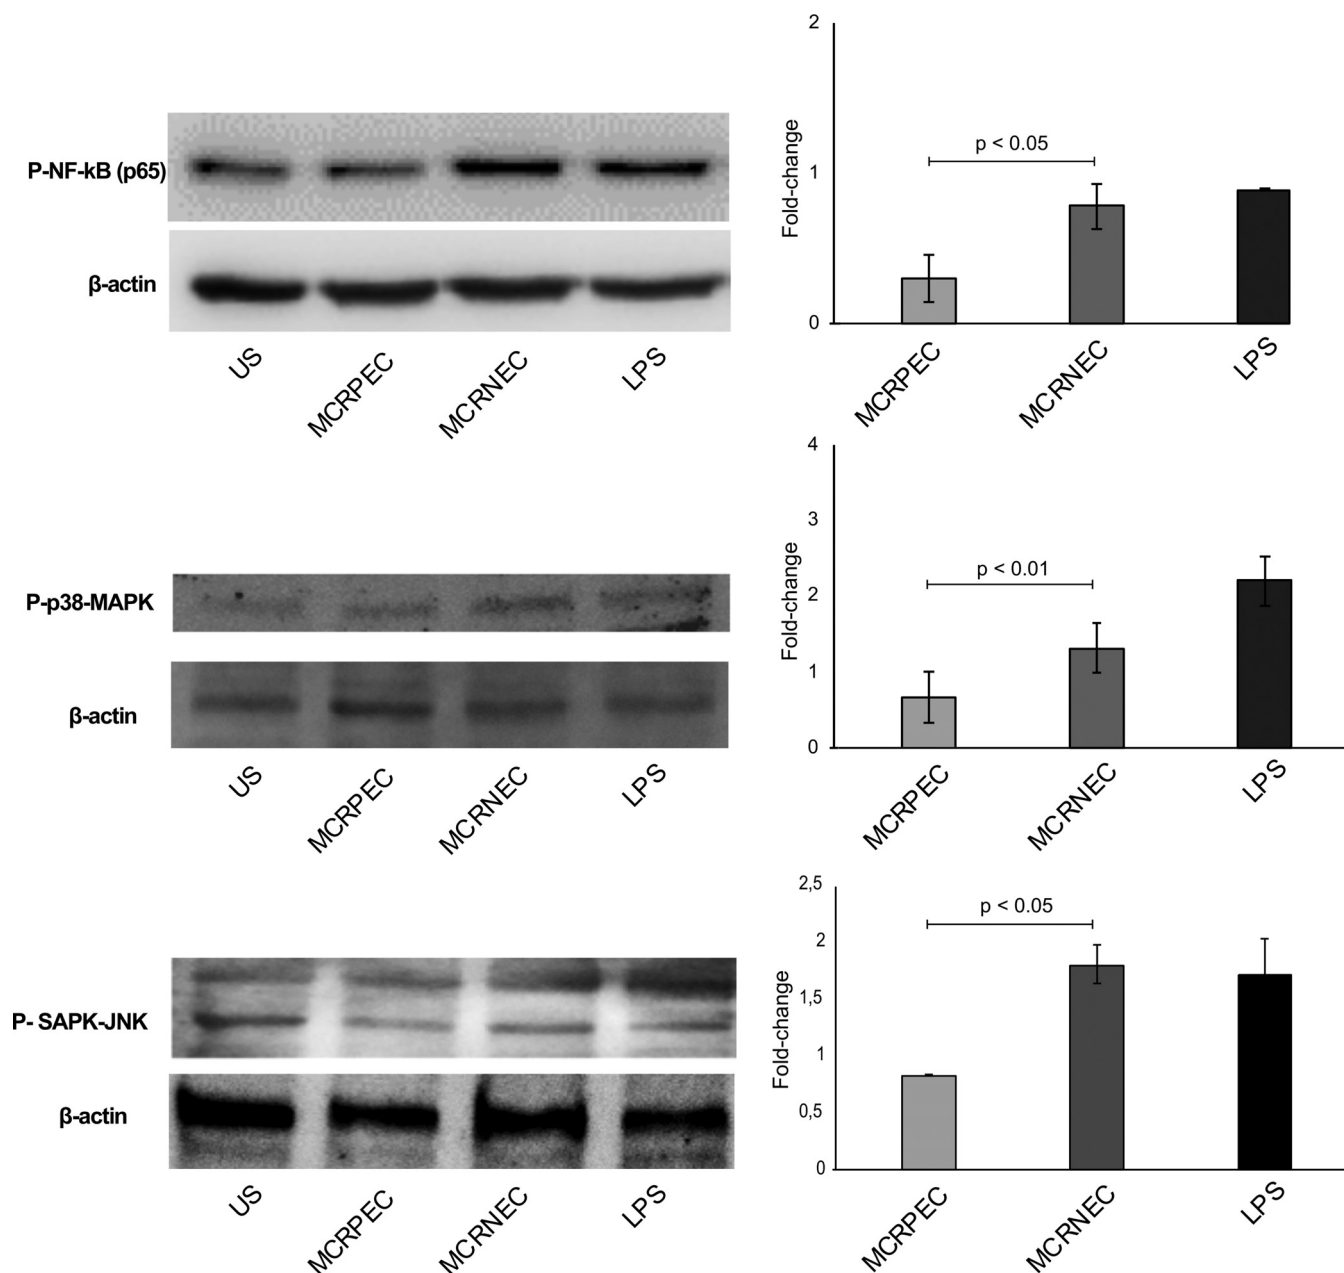 P-NF-kB (p65)
β-actin
US
MCRPEC
MCRNEC
LPS
2
1
0
Fold-change
p < 0.05
MCRPEC
MCRNEC
LPS
P-p38-MAPK
β-actin
US
MCRPEC
MCRNEC
LPS
4
3
2
1
0
Fold-change
p < 0.01
MCRPEC
MCRNEC
LPS
P- SAPK-JNK
β-actin
US
MCRPEC
MCRNEC
LPS
2,5
2
1,5
1
0,5
0
Fold-change
p < 0.05
MCRPEC
MCRNEC
LPS